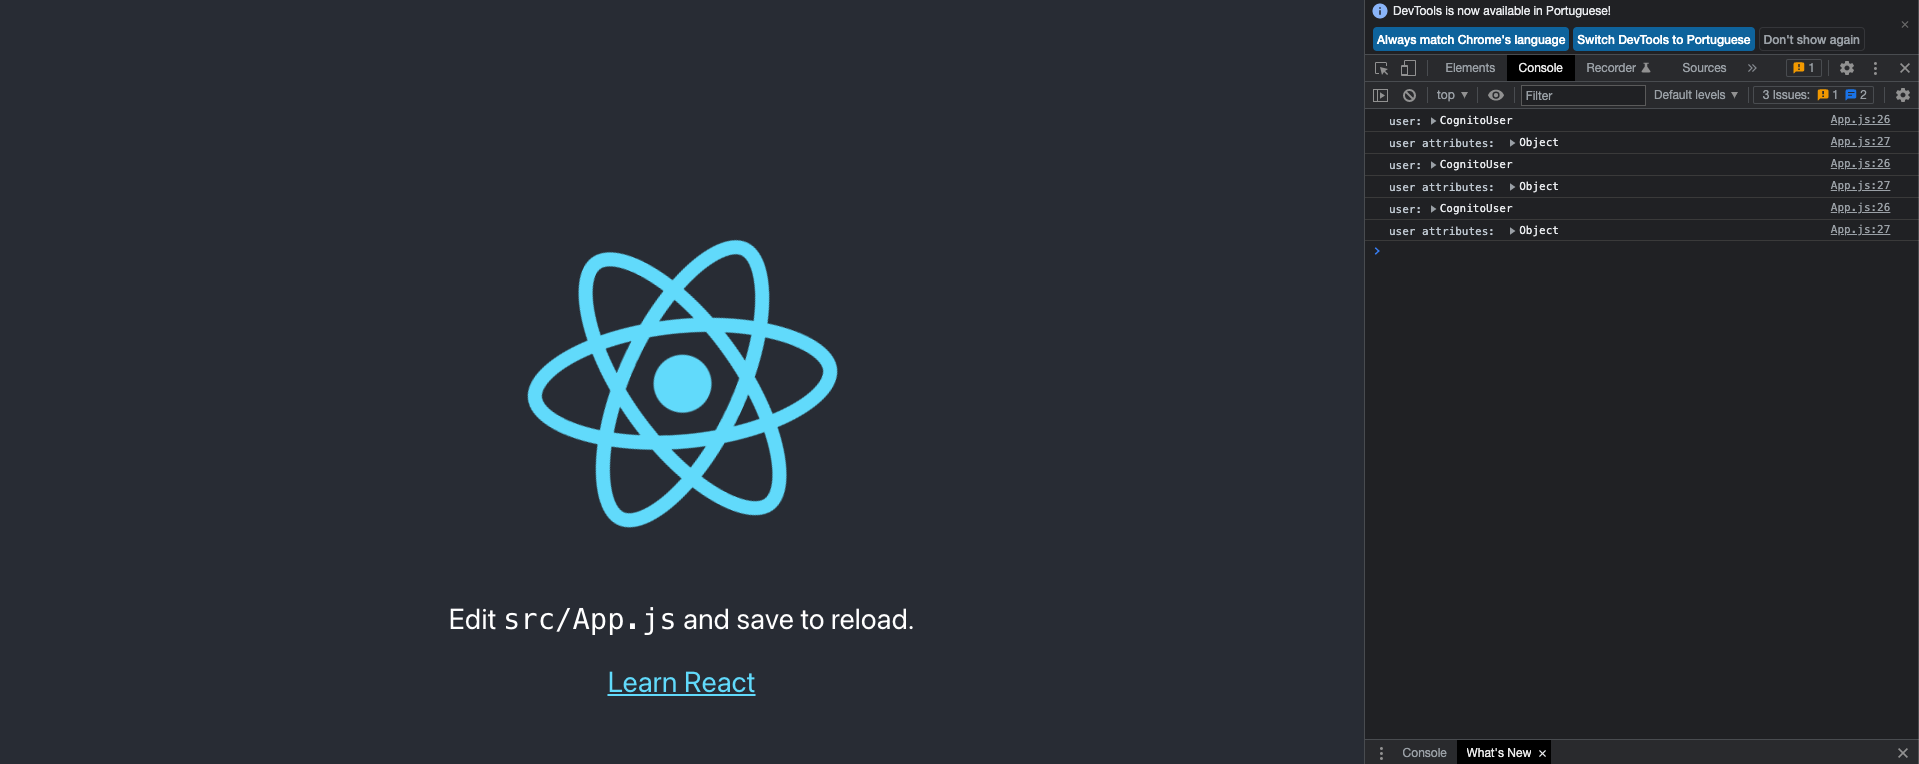 Edit src/App.js and save to reload.
Learn React
DevTools is now available in Portuguese!
Always match Chrome's language Switch DevTools to Portuguese Don't show again
Elements Console Recorder Sources 1
top Filter Default levels 3 Issues: 1 2
user: CognitoUser App.js:26
user attributes: Object App.js:27
user: CognitoUser App.js:26
user attributes: Object App.js:27
user: CognitoUser App.js:26
user attributes: Object App.js:27
Console What's New